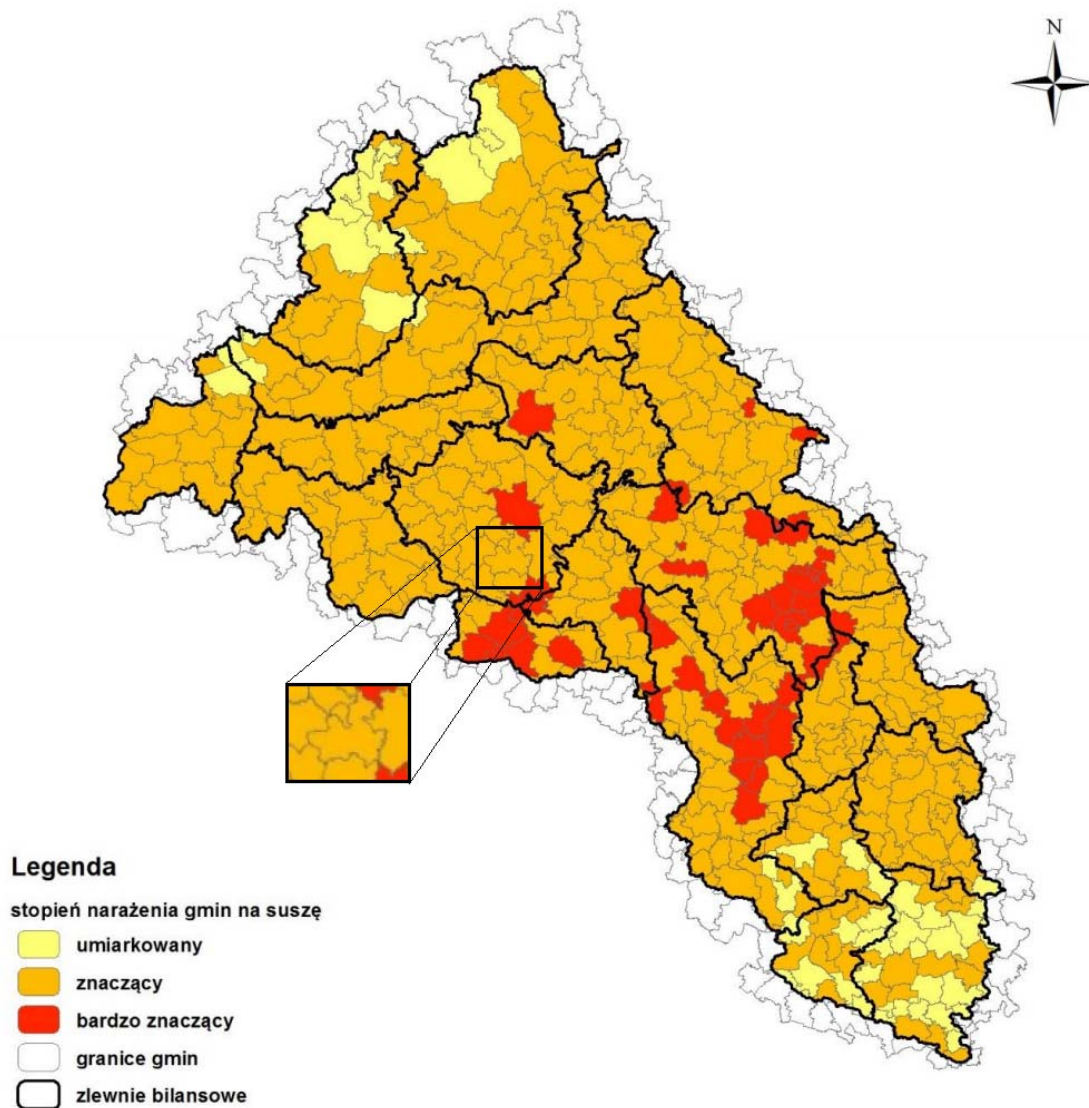 N
Legenda
stopień narażenia gmin na suszę
umiarkowany
znaczący
bardzo znaczący
granice gmin
zlewnie bilansowe